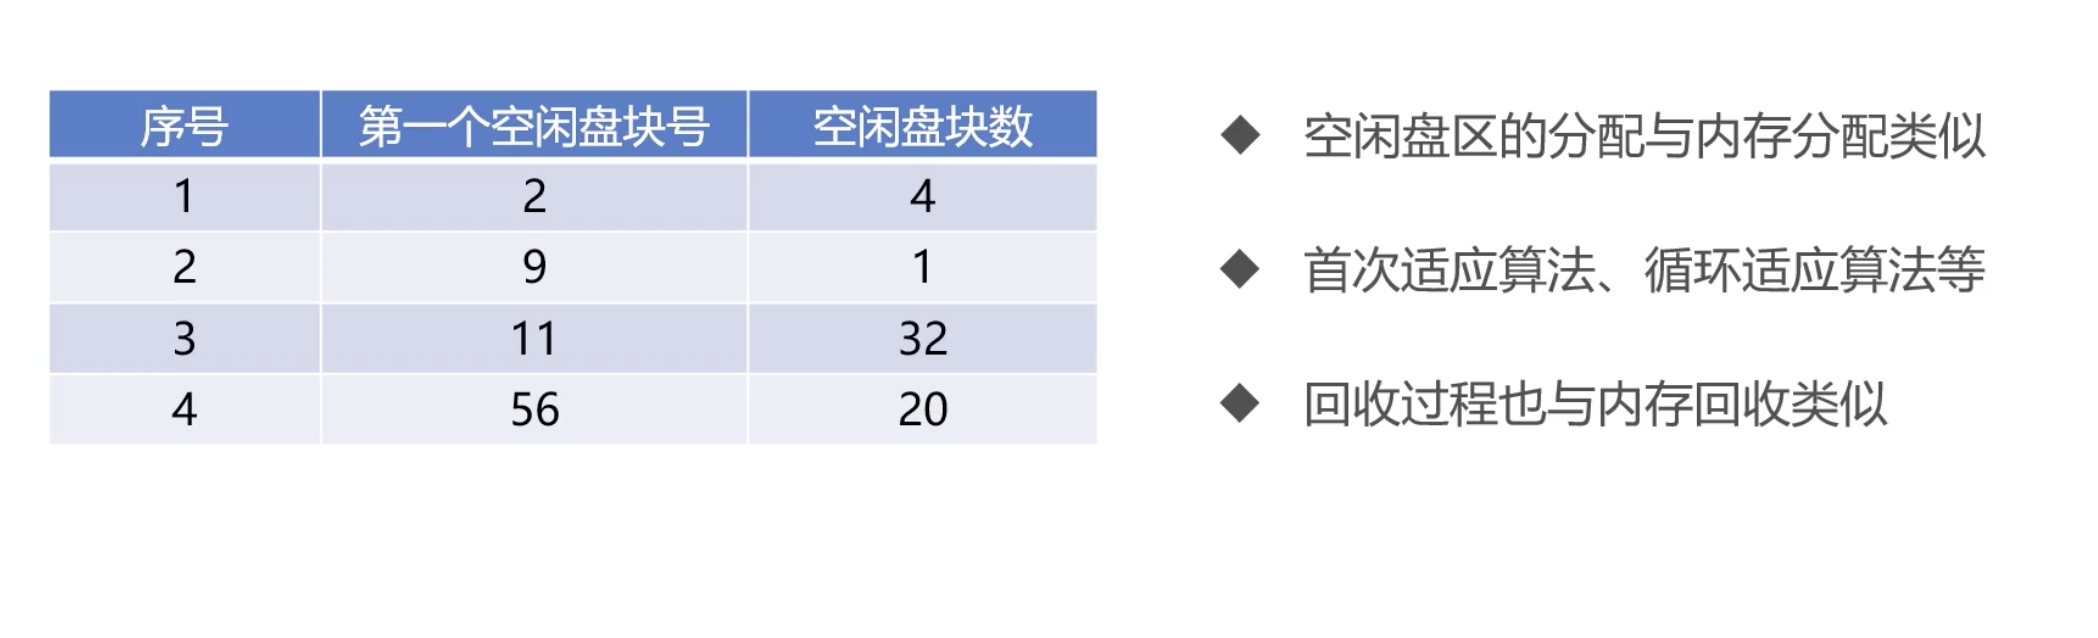 序号 第一个空闲盘块号 空闲盘块数
1 2 4
2 9 1
3 11 32
4 56 20
◆ 空闲盘区的分配与内存分配类似
◆ 首次适应算法、循环适应算法等
◆ 回收过程也与内存回收类似